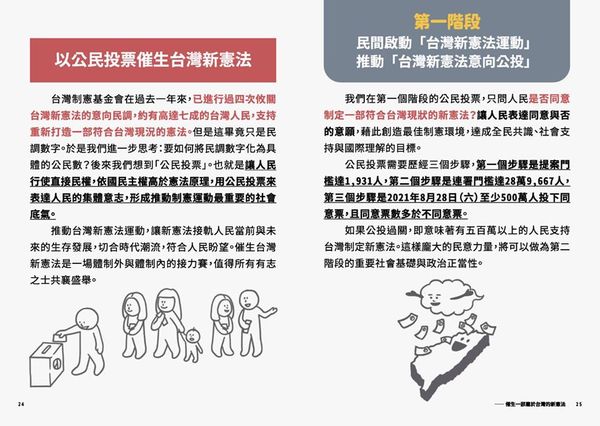 以公民投票催生台灣新憲法
台灣制憲基金會在過去一年來,已進行過四次攸關
台灣新憲法的意向民調,約有高達七成的台灣人民,支持
重新打造一部符合台灣現況的憲法。但是這畢竟只是民
調數字。於是我們進一步思考:要如何將民調數字化為具
體的公民數?後來我們想到「公民投票」。也就是讓人民
行使直接民權,依國民主權高於憲法原理,用公民投票來
表達人民的集體意志,形成推動制憲運動最重要的社會
底氣。
推動台灣新憲法運動,讓新憲法接軌人民當前與未
來的生存發展,切合時代潮流,符合人民盼望。催生台灣
新憲法是一場體制外與體制內的接力賽,值得所有有志
之士共襄盛舉。
24
第一階段
民間啟動「台灣新憲法運動」
推動「台灣新憲法意向公投」
我們在第一個階段的公民投票,只問人民是否同意
制定一部符合台灣現狀的新憲法?讓人民表達同意與否
的意願,藉此創造最佳制憲環境,達成全民共識、社會支
持與國際理解的目標。
公民投票需要歷經三個步驟,第一個步驟是提案門
檻達1,931人,第二個步驟是連署門檻達28萬9,667人,
第三個步驟是2021年8月28日(六)至少500萬人投下同
意票,且同意票數多於不同意票。
如果公投過關,即意味著有五百萬以上的人民支持
台灣制定新憲法。這樣龐大的民意力量,將可以做為第二
階段的重要社會基礎與政治正當性。
── 催生一部屬於台灣的新憲法 25